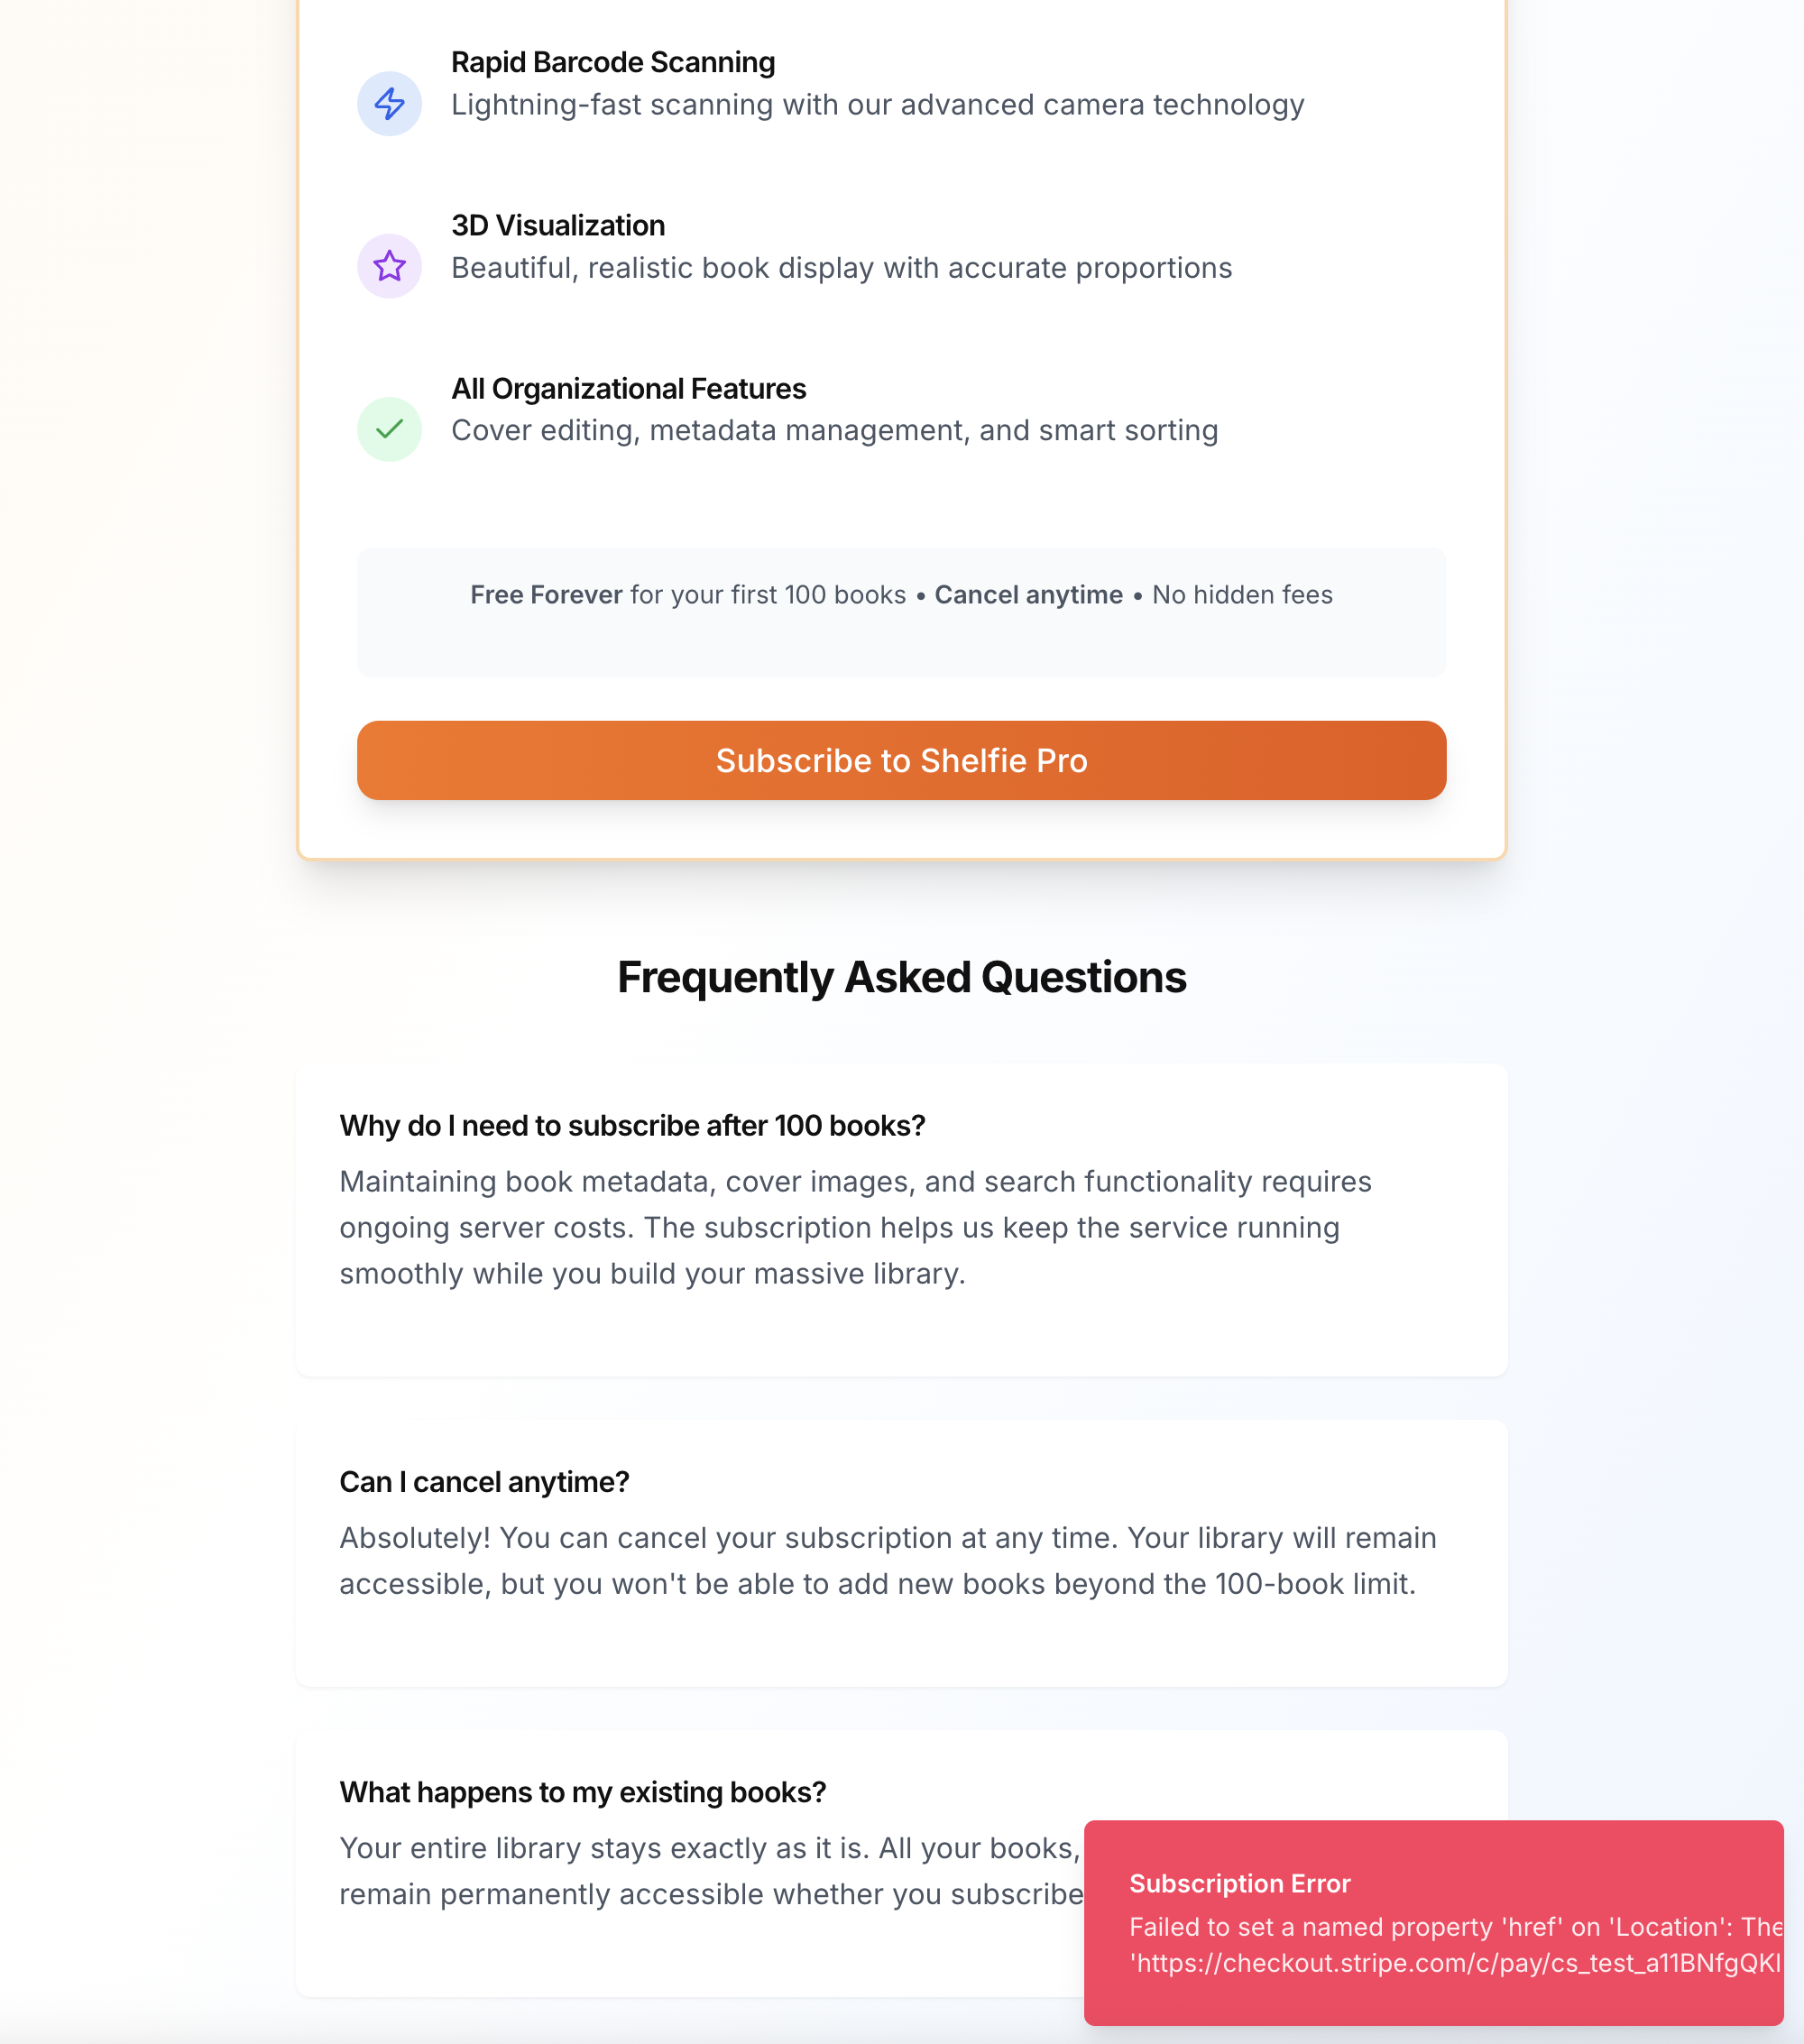 Rapid Barcode Scanning
Lightning-fast scanning with our advanced camera technology
3D Visualization
Beautiful, realistic book display with accurate proportions
All Organizational Features
Cover editing, metadata management, and smart sorting
Free Forever for your first 100 books • Cancel anytime • No hidden fees
Subscribe to Shelfie Pro
Frequently Asked Questions
Why do I need to subscribe after 100 books?
Maintaining book metadata, cover images, and search functionality requires
ongoing server costs. The subscription helps us keep the service running
smoothly while you build your massive library.
Can I cancel anytime?
Absolutely! You can cancel your subscription at any time. Your library will remain
accessible, but you won't be able to add new books beyond the 100-book limit.
What happens to my existing books?
Your entire library stays exactly as it is. All your books,
remain permanently accessible whether you subscribe
Subscription Error
Failed to set a named property 'href' on 'Location': The
'https://checkout.stripe.com/c/pay/cs_test_a11BNfgQKI